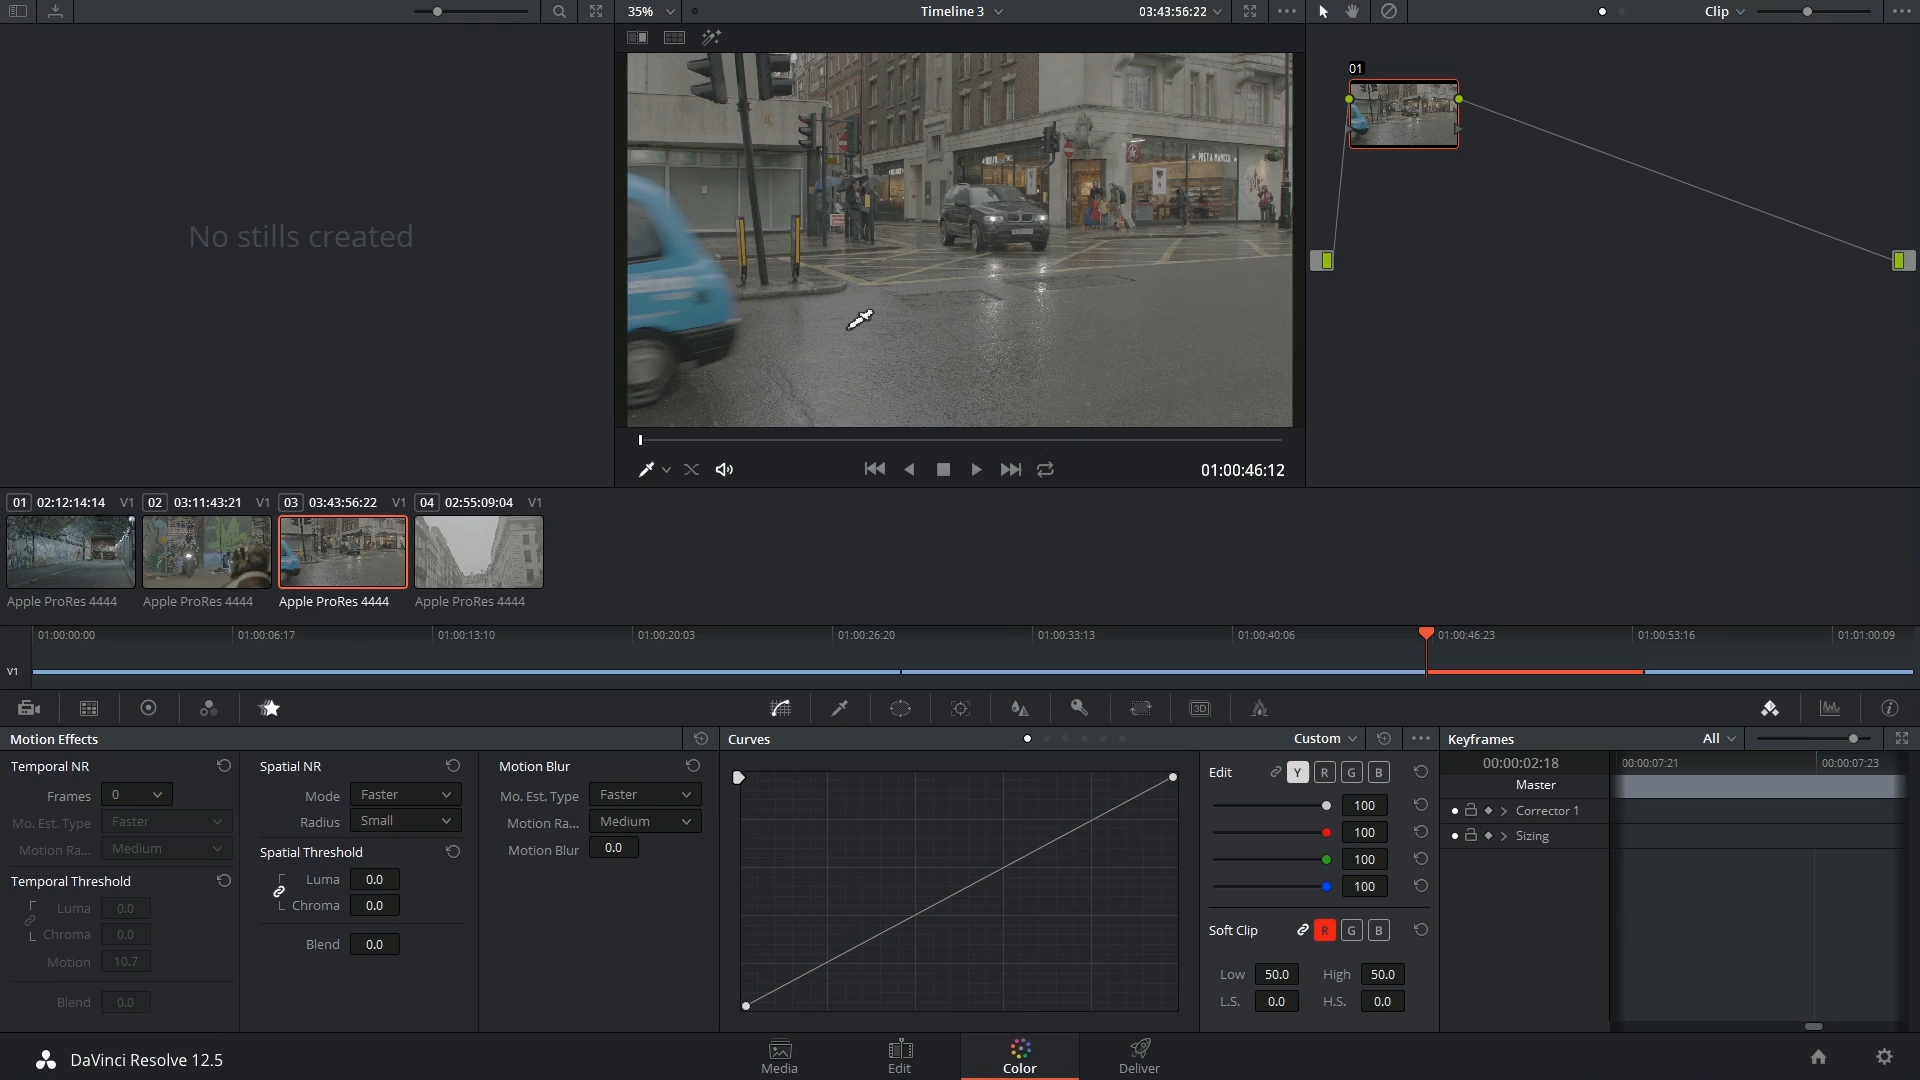 35%
Timeline 3
03:43:56:22
Clip
No stills created
PRET A MANGER
01
01:00:46:12
01 02:12:14:14 V1
02 03:11:43:21 V1
03 03:43:56:22 V1
04 02:55:09:04 V1
Apple ProRes 4444
Apple ProRes 4444
Apple ProRes 4444
Apple ProRes 4444
01:00:00:00
01:00:06:17
01:00:13:10
01:00:20:03
01:00:26:20
01:00:33:13
01:00:40:06
01:00:46:23
01:00:53:16
01:01:00:09
V1
3D
Motion Effects
Temporal NR
Frames 0
Mo. Est. Type Faster
Motion Ra... Medium
Temporal Threshold
Luma 0.0
Chroma 0.0
Motion 10.7
Blend 0.0
Spatial NR
Mode Faster
Radius Small
Spatial Threshold
Luma 0.0
Chroma 0.0
Blend 0.0
Motion Blur
Mo. Est. Type Faster
Motion Ra... Medium
Motion Blur 0.0
Curves
Custom
Edit Y R G B
100
100
100
100
Soft Clip R G B
Low 50.0 High 50.0
L.S. 0.0 H.S. 0.0
Keyframes
All
00:00:02:18
00:00:07:21
00:00:07:23
Master
Corrector 1
Sizing
DaVinci Resolve 12.5
Media
Edit
Color
Deliver